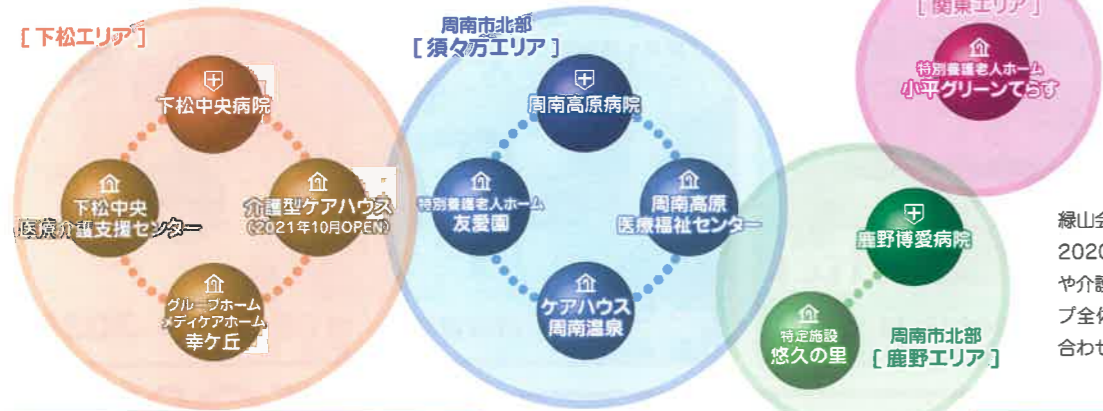 [ 下松エリア ]
下松中央病院
下松中央
医療介護支援センター
介護型ケアハウス
(2021年10月OPEN)
グループホーム
メディケアホーム
幸ケ丘
周南市北部
[ 須々万エリア ]
周南高原病院
特別養護老人ホーム
友愛園
周南高原
医療福祉センター
ケアハウス
周南温泉
[ 関東エリア ]
特別養護老人ホーム
小平グリーンてらす
鹿野博愛病院
特定施設
悠久の里
周南市北部
[ 鹿野エリア ]
緑山会
2020
や介護
プ全体
合わせ